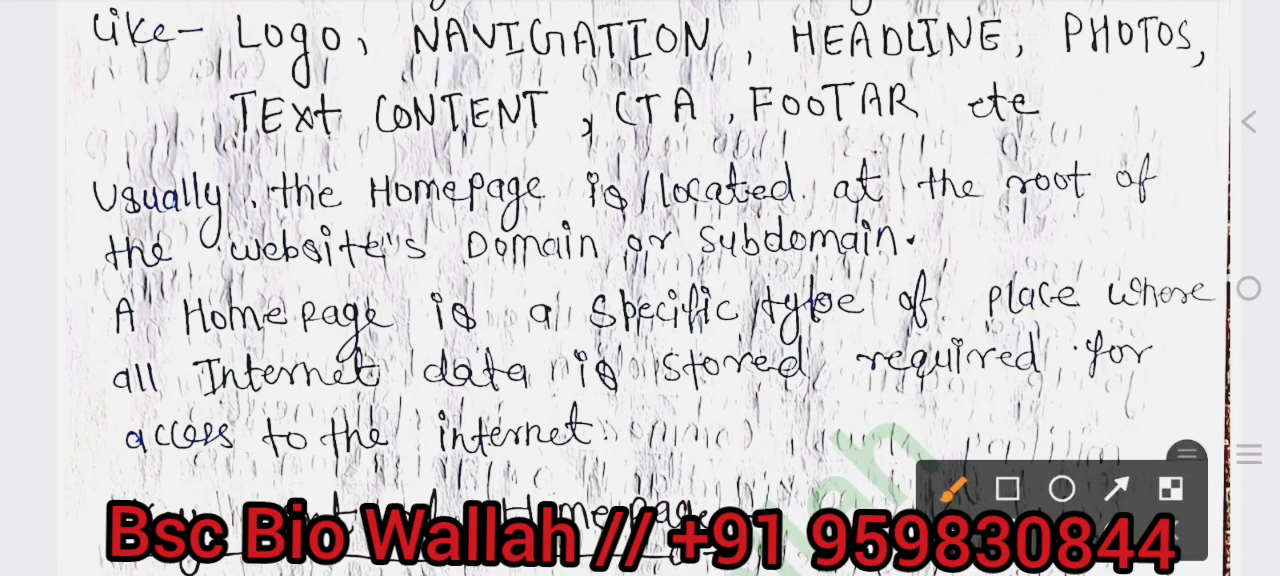 like- Logo, NAVIGATION, HEADLINE, PHOTOS,
TEXt CONTENT, CTA, FOOTAR etc
Usually, the Homepage is located at the root of
the website's Domain or subdomain.
A Homepage is a specific type of place where
all Internet data is stored required for
access to the internet.
Homepage
Bsc Bio Wallah // +91 959830844